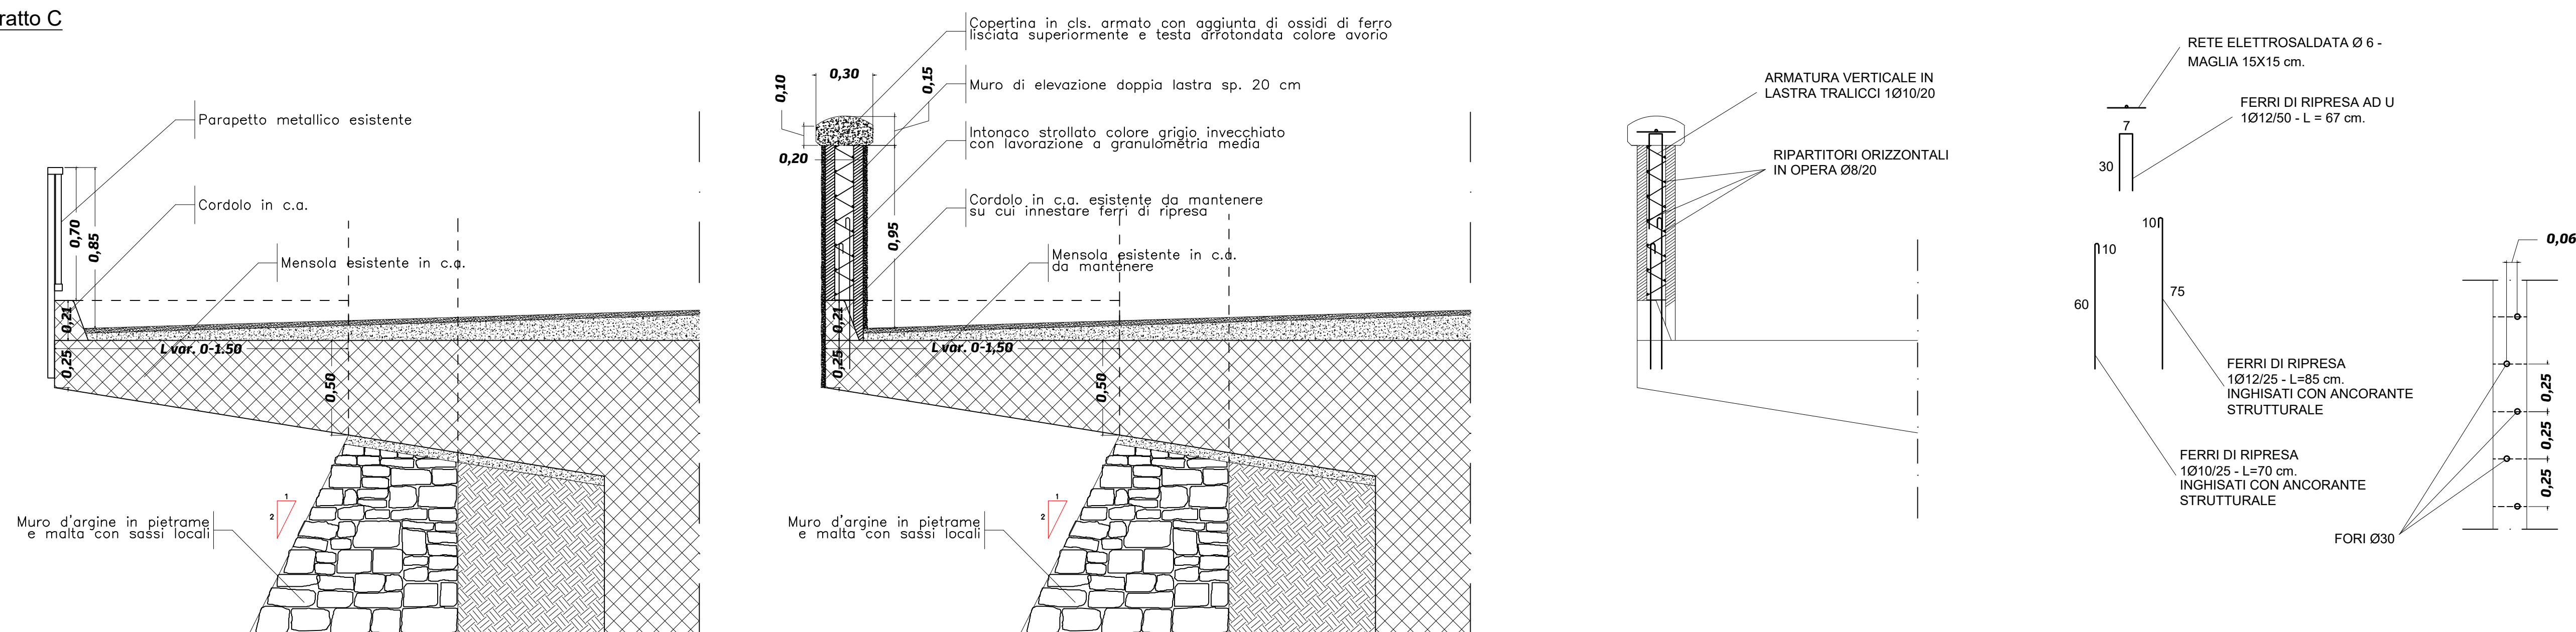 ratto C
Parapetto metallico esistente
Cordolo in c.a.
Mensola esistente in c.a.
0,70
0,85
0,21
0,25
L var. 0-1.50
0,50
1
2
Muro d'argine in pietrame
e malta con sassi locali
Copertina in cls. armato con aggiunta di ossidi di ferro
lisciata superiormente e testa arrotondata colore avorio
Muro di elevazione doppia lastra sp. 20 cm
Intonaco strollato colore grigio invecchiato
con lavorazione a granulometria media
Cordolo in c.a. esistente da mantenere
su cui innestare ferri di ripresa
Mensola esistente in c.a.
da mantenere
0,10
0,30
0,15
0,20
0,95
0,21
0,25
L var. 0-1,50
0,50
1
2
Muro d'argine in pietrame
e malta con sassi locali
ARMATURA VERTICALE IN
LASTRA TRALICCI 1Ø10/20
RIPARTITORI ORIZZONTALI
IN OPERA Ø8/20
RETE ELETTROSALDATA Ø 6 -
MAGLIA 15X15 cm.
FERRI DI RIPRESA AD U
1Ø12/50 - L = 67 cm.
7
30
10
10
60
75
FERRI DI RIPRESA
1Ø12/25 - L=85 cm.
INGHISATI CON ANCORANTE
STRUTTURALE
FERRI DI RIPRESA
1Ø10/25 - L=70 cm.
INGHISATI CON ANCORANTE
STRUTTURALE
0,06
0,25
0,25
0,25
FORI Ø30